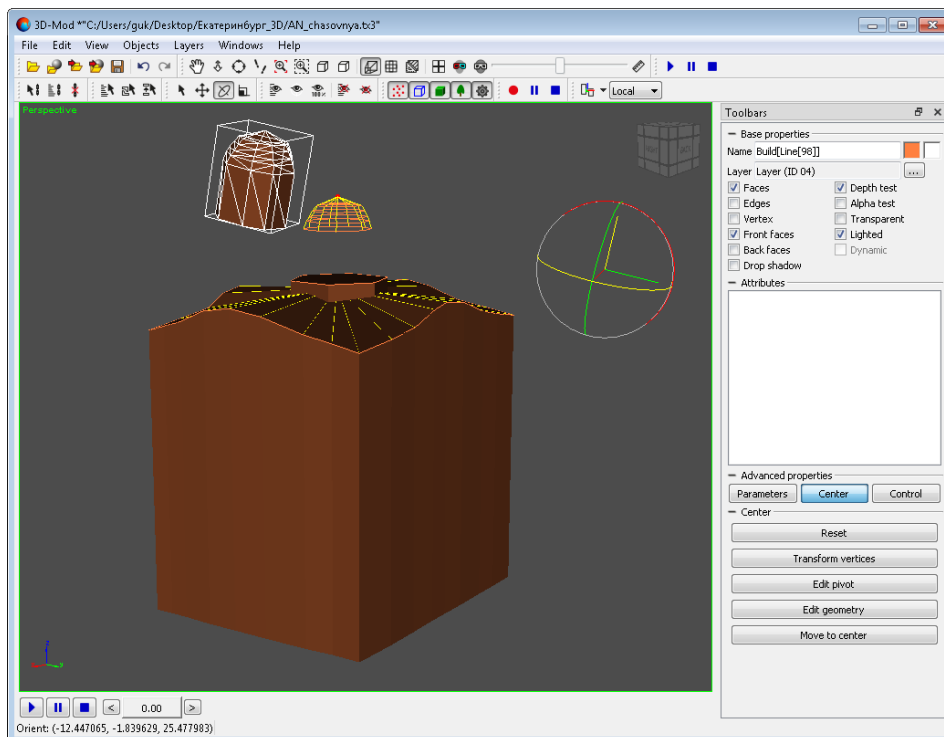 3D-Mod *"C:/Users/guk/Desktop/Екатеринбург_3D/AN_chasovnya.tx3"
File Edit View Objects Layers Windows Help
100%
Local
Perspective
Toolbars
Base properties
Name Build[Line[98]]
Layer Layer (ID 04) ...
Faces Depth test
Edges Alpha test
Vertex Transparent
Front faces Lighted
Back faces Dynamic
Drop shadow
Attributes
Advanced properties
Parameters Center Control
Center
Reset
Transform vertices
Edit pivot
Edit geometry
Move to center
z
y
< 0.00 >
Orient: (-12.447065, -1.839629, 25.477983)